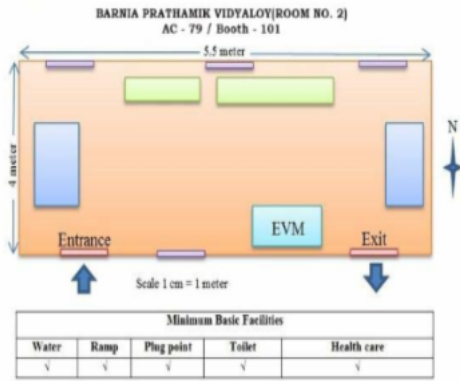 BARNIA PRATHAMIK VIDYALOY(ROOM NO. 2)
AC - 79 / Booth - 101
5.5 meter
4 meter
N
EVM
Entrance
Exit
Scale 1 cm = 1 meter
Minimum Basic Facilities
Water Ramp Plug point Toilet Health care
√ √ √ √ √